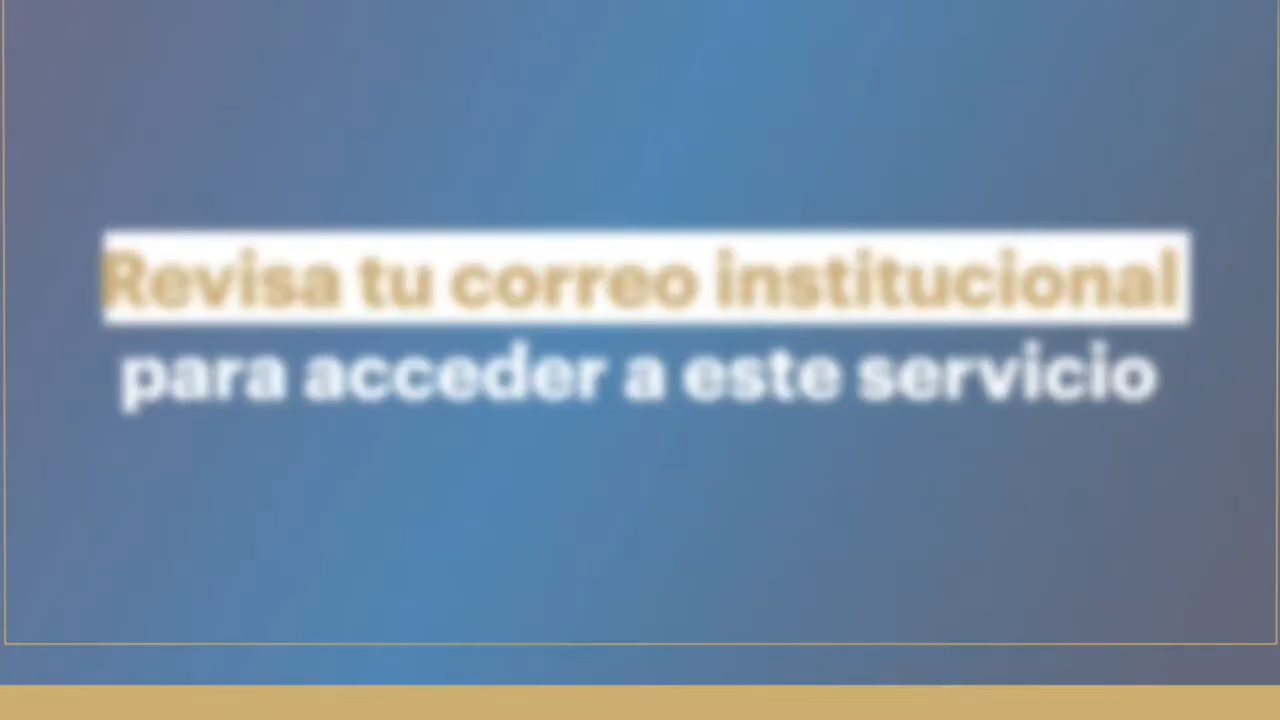 Revisa tu correo institucional
para acceder a este servicio